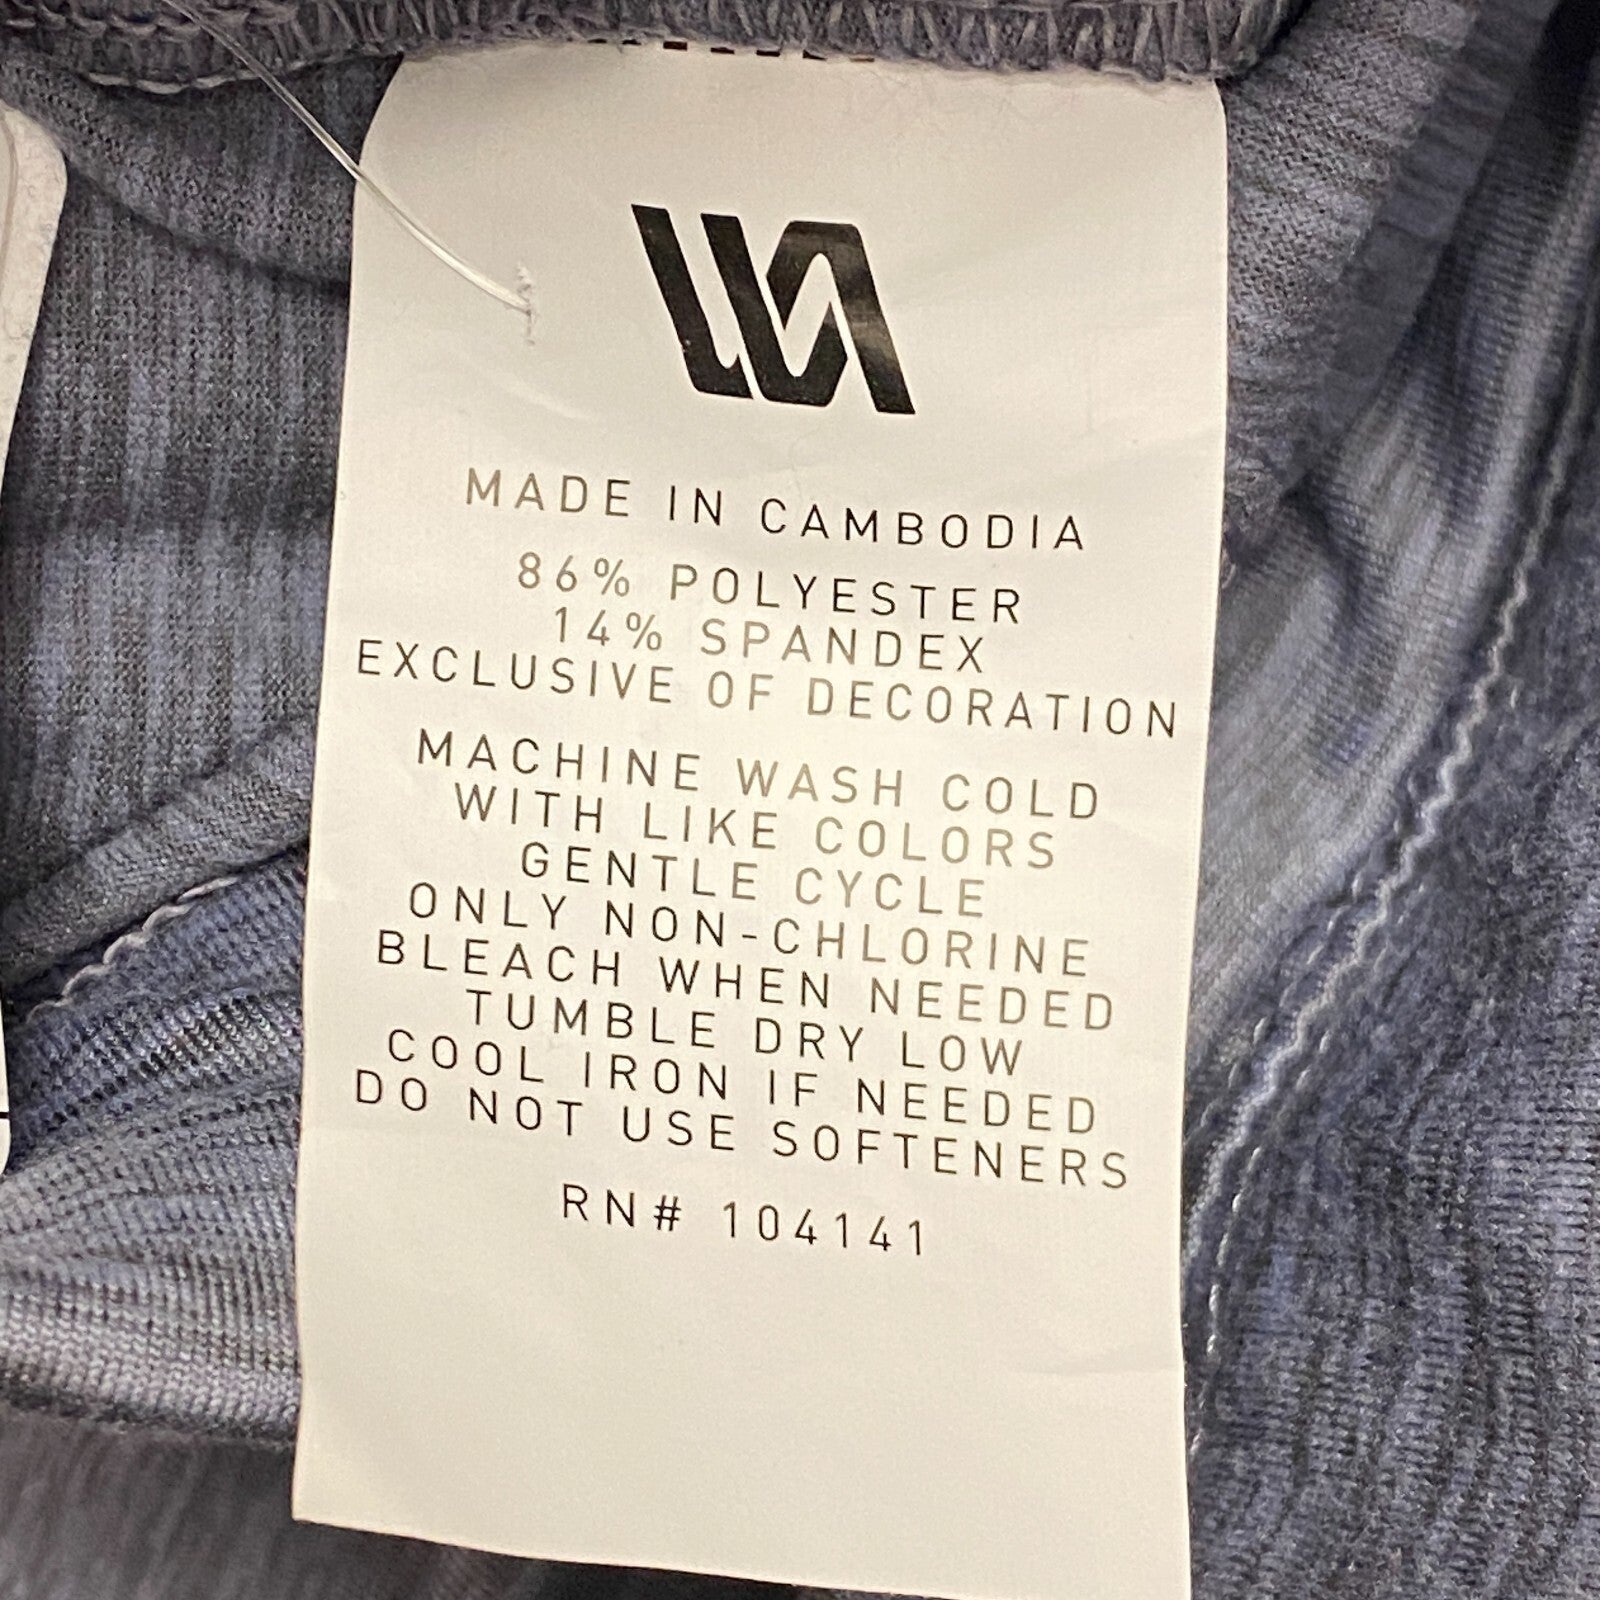 MADE IN CAMBODIA
86% POLYESTER
14% SPANDEX
EXCLUSIVE OF DECORATION
MACHINE WASH COLD
WITH LIKE COLORS
GENTLE CYCLE
ONLY NON-CHLORINE
BLEACH WHEN NEEDED
TUMBLE DRY LOW
COOL IRON IF NEEDED
DO NOT USE SOFTENERS
RN# 104141